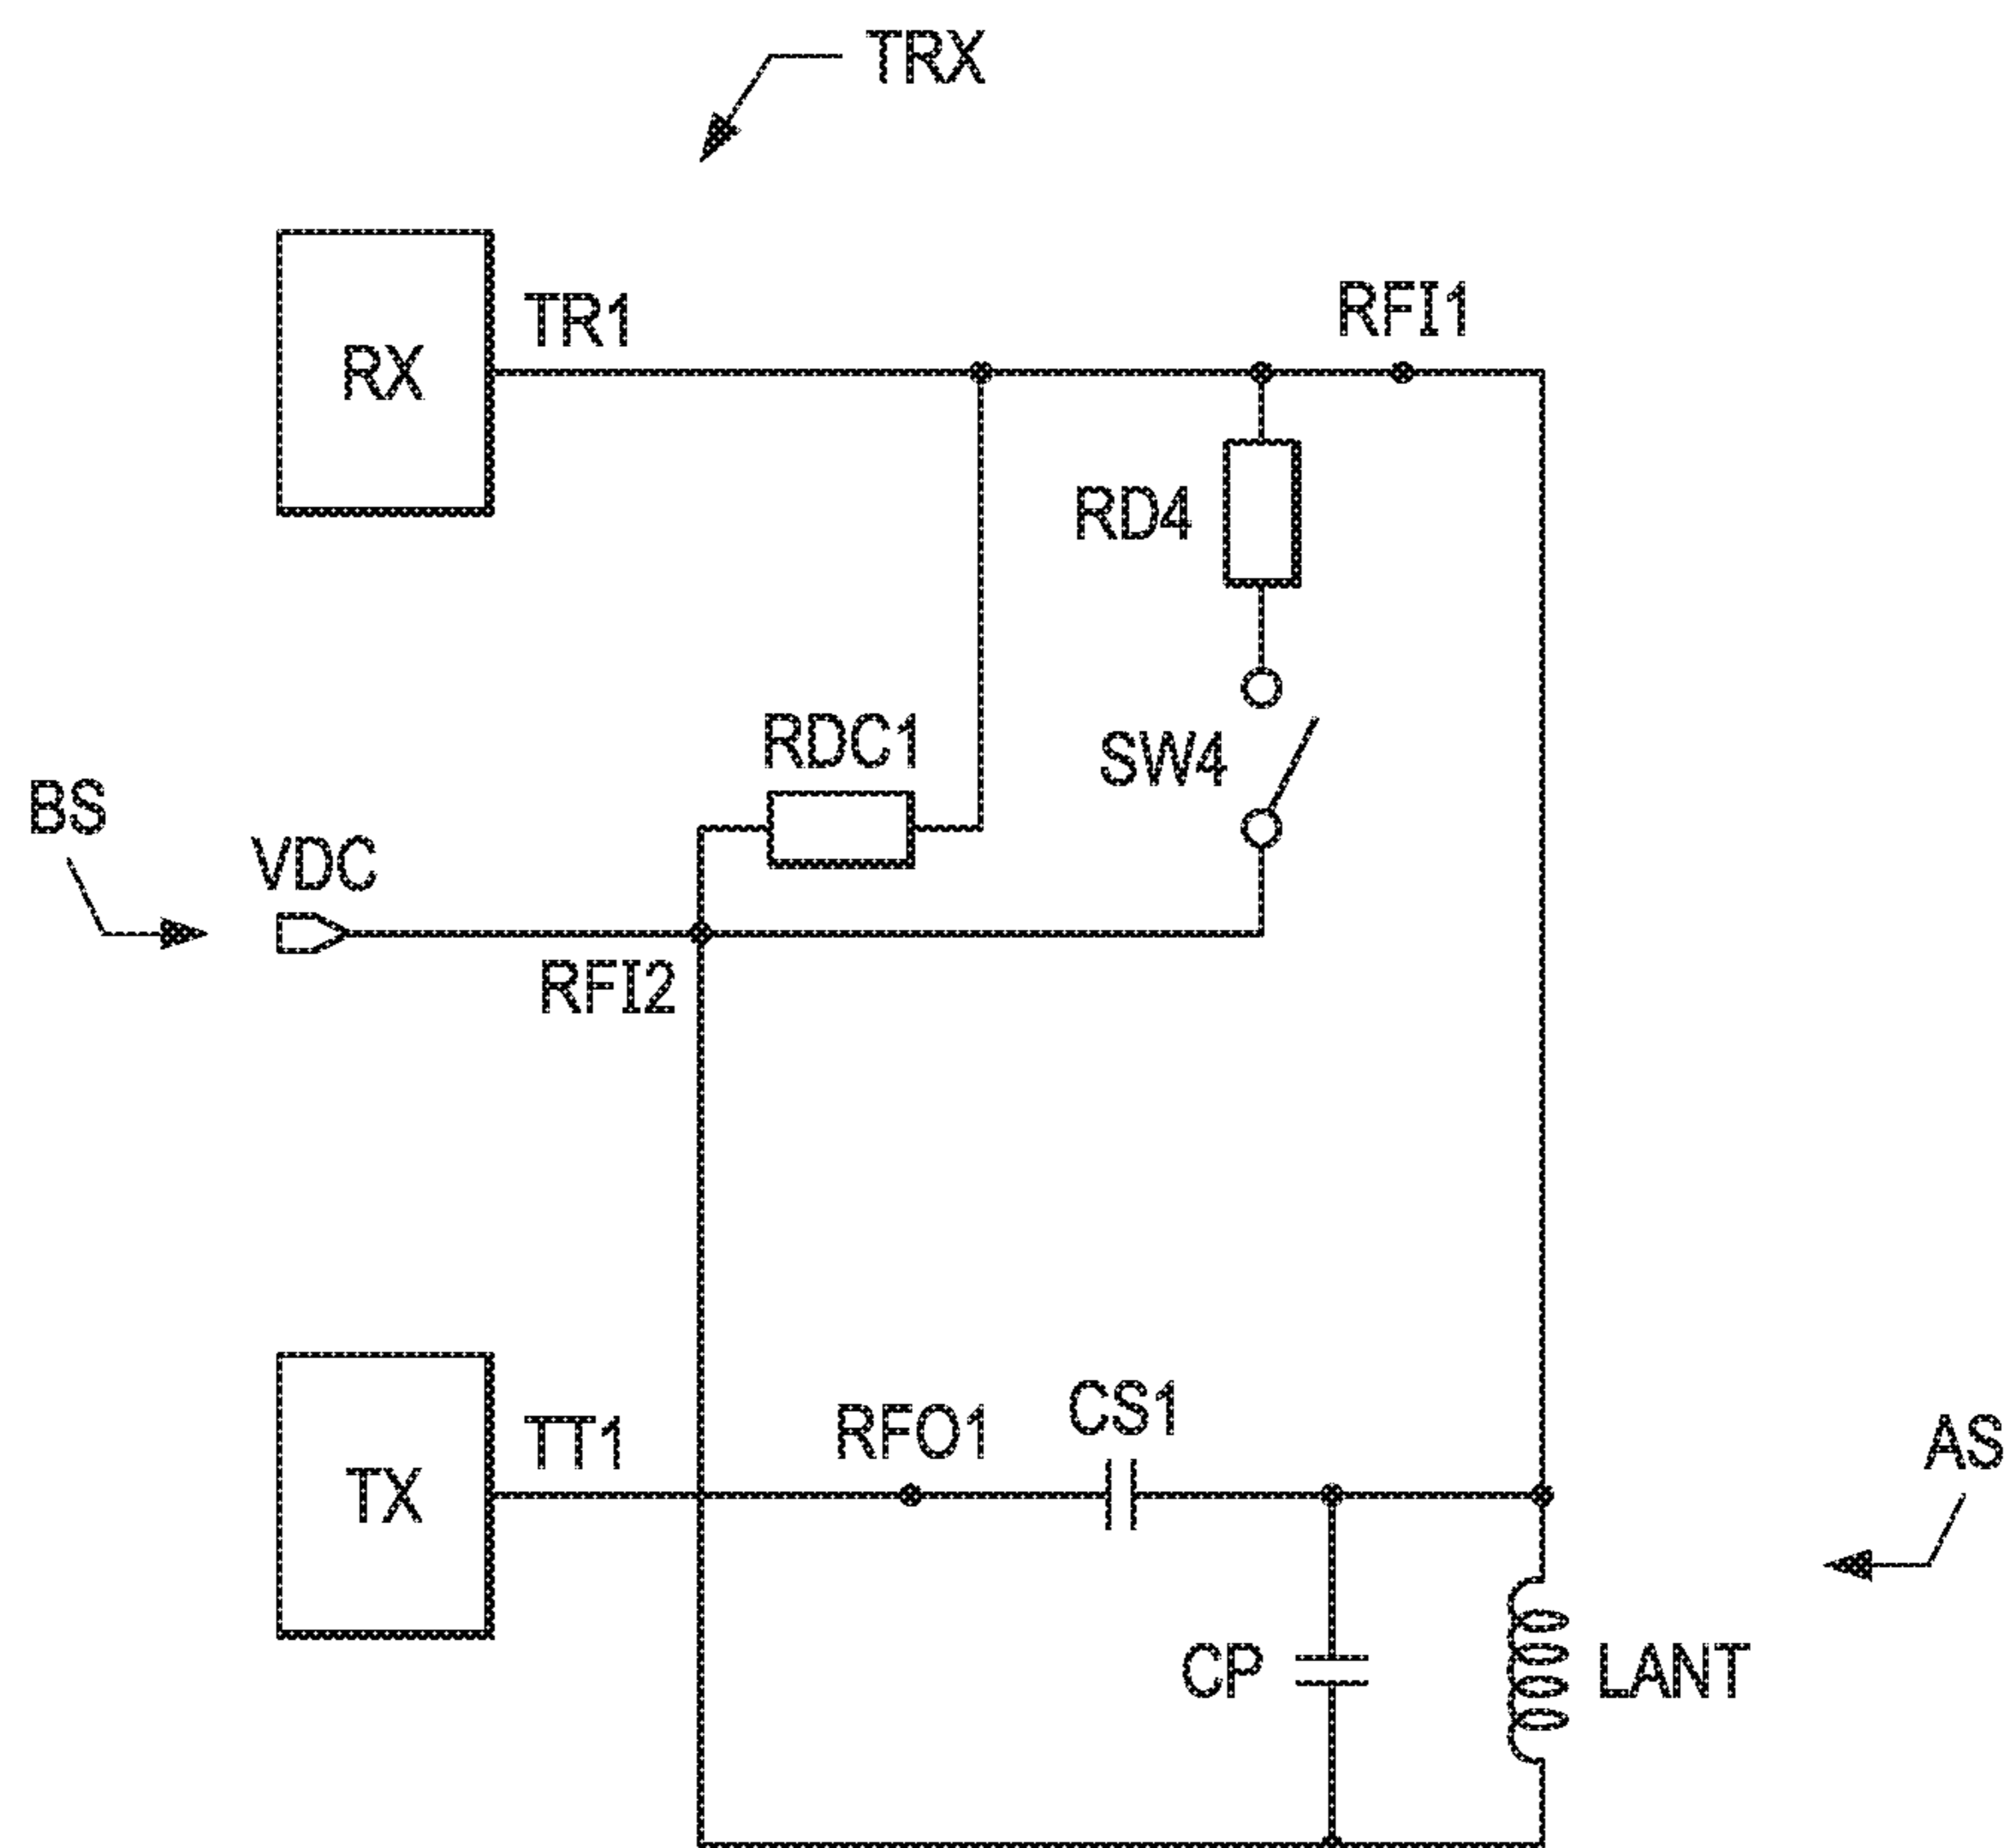 TRX
TR1
RFI1
RX
RD4
RDC1
SW4
BS
VDC
RFI2
CS1
TT1
RFO1
AS
TX
CP
LANT